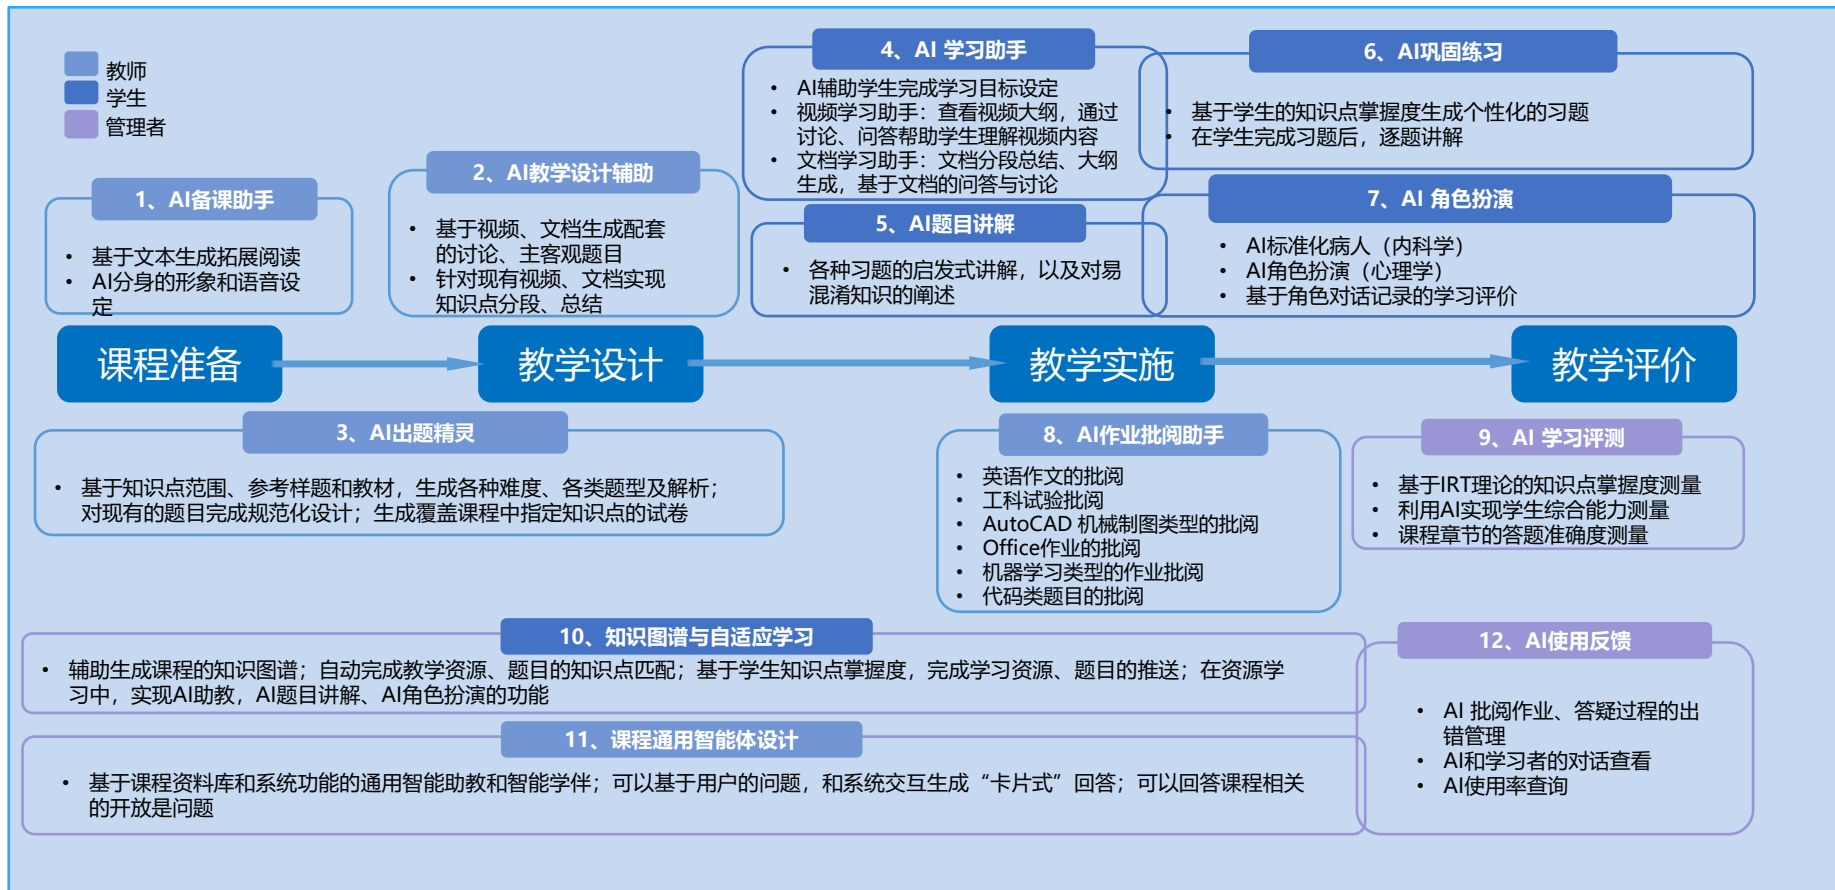 教师
学生
管理者
1、AI备课助手
• 基于文本生成拓展阅读
• AI分身的形象和语音设
定
2、AI教学设计辅助
• 基于视频、文档生成配套
的讨论、主客观题目
• 针对现有视频、文档实现
知识点分段、总结
4、AI 学习助手
• AI辅助学生完成学习目标设定
• 视频学习助手：查看视频大纲，通过
讨论、问答帮助学生理解视频内容
• 文档学习助手：文档分段总结、大纲
生成，基于文档的问答与讨论
5、AI题目讲解
• 各种习题的启发式讲解，以及对易
混淆知识的阐述
6、AI巩固练习
• 基于学生的知识点掌握度生成个性化的习题
• 在学生完成习题后，逐题讲解
7、AI 角色扮演
• AI标准化病人（内科学）
• AI角色扮演（心理学）
• 基于角色对话记录的学习评价
课程准备
教学设计
教学实施
教学评价
3、AI出题精灵
• 基于知识点范围、参考样题和教材，生成各种难度、各类题型及解析；
对现有的题目完成规范化设计；生成覆盖课程中指定知识点的试卷
8、AI作业批阅助手
• 英语作文的批阅
• 工科试验批阅
• AutoCAD 机械制图类型的批阅
• Office作业的批阅
• 机器学习类型的作业批阅
• 代码类题目的批阅
9、AI 学习评测
• 基于IRT理论的知识点掌握度测量
• 利用AI实现学生综合能力测量
• 课程章节的答题准确度测量
10、知识图谱与自适应学习
• 辅助生成课程的知识图谱；自动完成教学资源、题目的知识点匹配；基于学生知识点掌握度，完成学习资源、题目的推送；在资源学
习中，实现AI助教，AI题目讲解、AI角色扮演的功能
11、课程通用智能体设计
• 基于课程资料库和系统功能的通用智能助教和智能学伴；可以基于用户的问题，和系统交互生成“卡片式”回答；可以回答课程相关
的开放是问题
12、AI使用反馈
• AI 批阅作业、答疑过程的出
错管理
• AI和学习者的对话查看
• AI使用率查询